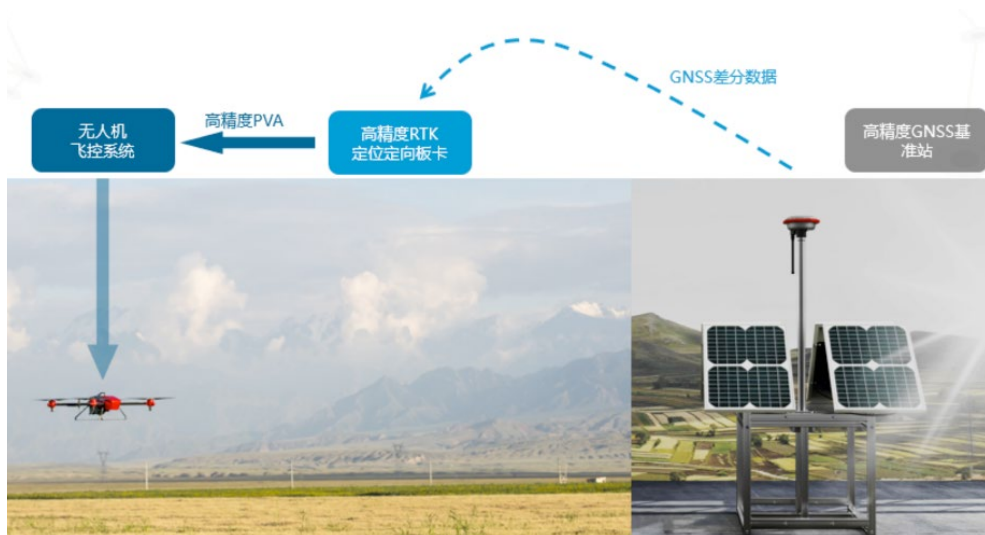 GNSS差分数据
无人机
飞控系统
高精度PVA
高精度RTK
定位定向板卡
高精度GNSS基
准站